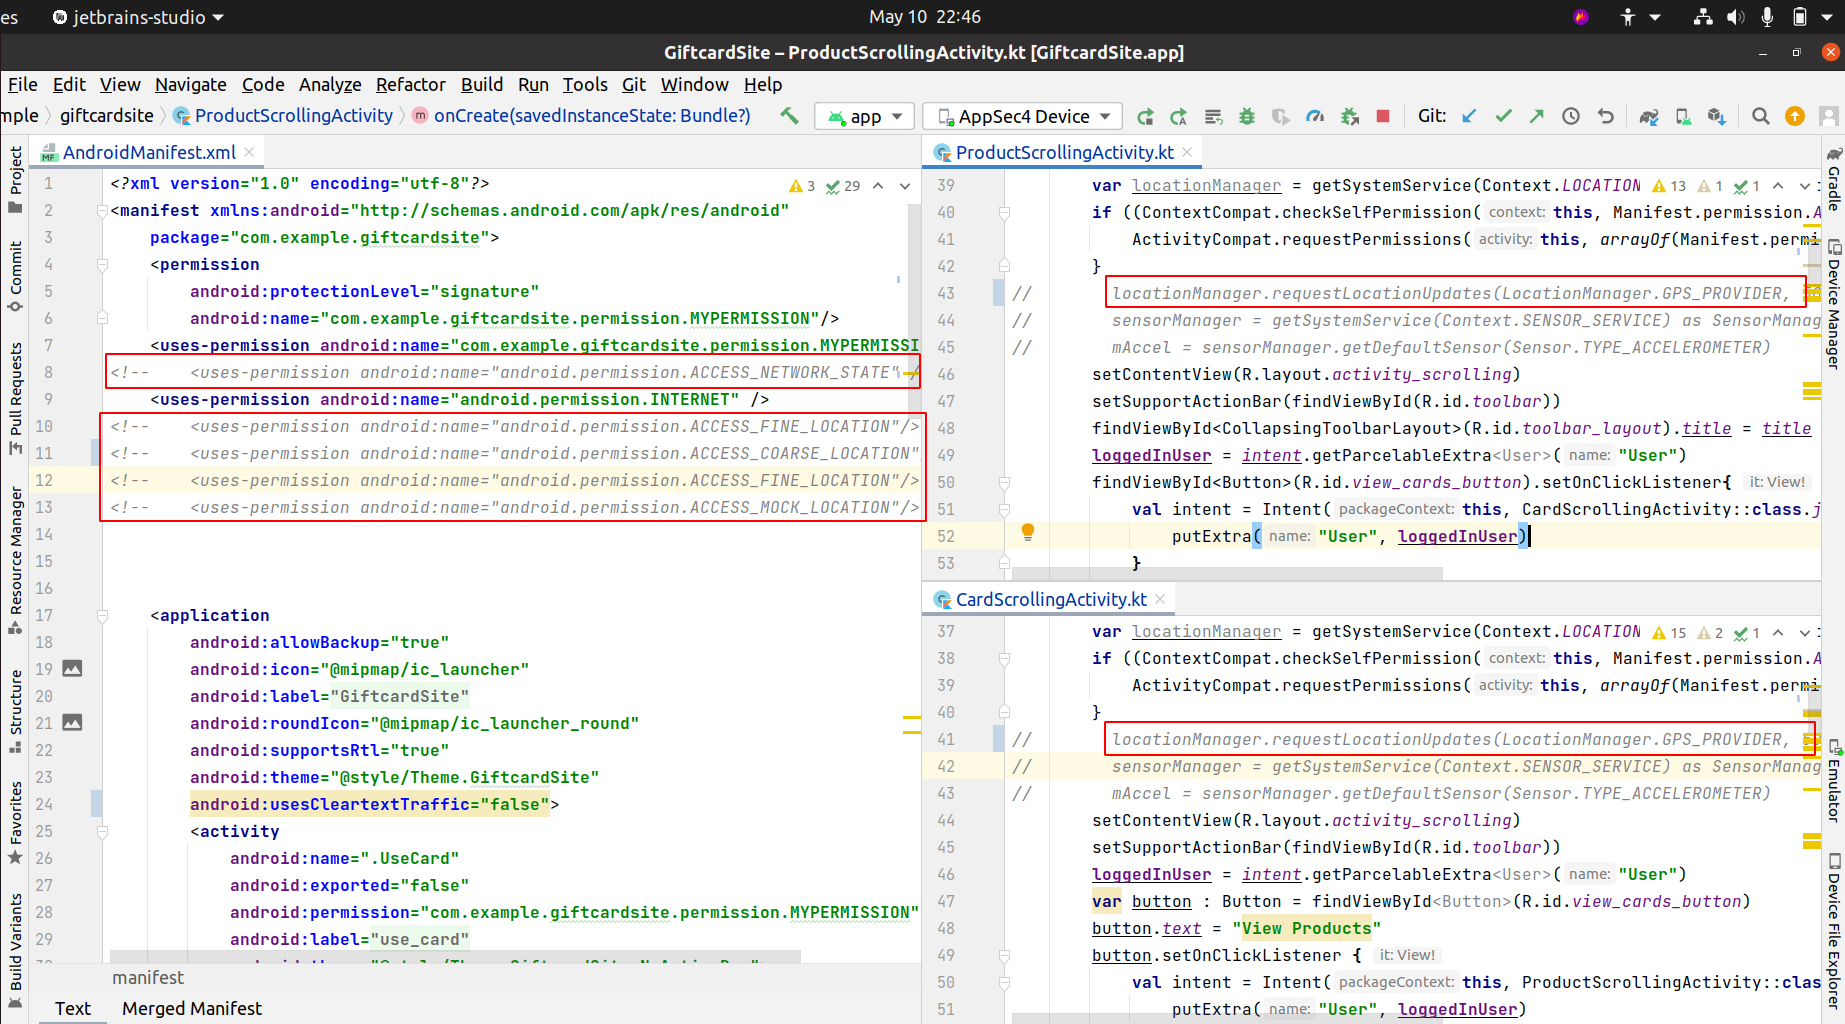 es jetbrains-studio May 10 22:46
GiftcardSite – ProductScrollingActivity.kt [GiftcardSite.app]
File Edit View Navigate Code Analyze Refactor Build Run Tools Git Window Help
mple giftcardsite ProductScrollingActivity m onCreate(savedInstanceState: Bundle?) app AppSec4 Device Git:
Project
Commit
Pull Requests
Resource Manager
Structure
Favorites
Build Variants
MF AndroidManifest.xml
3 29
1 <?xml version="1.0" encoding="utf-8"?>
2 <manifest xmlns:android="http://schemas.android.com/apk/res/android"
3 package="com.example.giftcardsite">
4 <permission
5 android:protectionLevel="signature"
6 android:name="com.example.giftcardsite.permission.MYPERMISSION"/>
7 <uses-permission android:name="com.example.giftcardsite.permission.MYPERMISSI
8 <!-- <uses-permission android:name="android.permission.ACCESS_NETWORK_STATE" /
9 <uses-permission android:name="android.permission.INTERNET" />
10 <!-- <uses-permission android:name="android.permission.ACCESS_FINE_LOCATION"/>
11 <!-- <uses-permission android:name="android.permission.ACCESS_COARSE_LOCATION"
12 <!-- <uses-permission android:name="android.permission.ACCESS_FINE_LOCATION"/>
13 <!-- <uses-permission android:name="android.permission.ACCESS_MOCK_LOCATION"/>
14
15
16
17 <application
18 android:allowBackup="true"
19 android:icon="@mipmap/ic_launcher"
20 android:label="GiftcardSite"
21 android:roundIcon="@mipmap/ic_launcher_round"
22 android:supportsRtl="true"
23 android:theme="@style/Theme.GiftcardSite"
24 android:usesCleartextTraffic="false">
25 <activity
26 android:name=".UseCard"
27 android:exported="false"
28 android:permission="com.example.giftcardsite.permission.MYPERMISSION"
29 android:label="use_card"
manifest
Text Merged Manifest
ProductScrollingActivity.kt
13 1 1
39 var locationManager = getSystemService(Context.LOCATION
40 if ((ContextCompat.checkSelfPermission( context: this, Manifest.permission.A
41 ActivityCompat.requestPermissions( activity: this, arrayOf(Manifest.permi
42 }
43 // locationManager.requestLocationUpdates(LocationManager.GPS_PROVIDER,
44 // sensorManager = getSystemService(Context.SENSOR_SERVICE) as SensorManag
45 // mAccel = sensorManager.getDefaultSensor(Sensor.TYPE_ACCELEROMETER)
46 setContentView(R.layout.activity_scrolling)
47 setSupportActionBar(findViewById(R.id.toolbar))
48 findViewById<CollapsingToolbarLayout>(R.id.toolbar_layout).title = title
49 loggedInUser = intent.getParcelableExtra<User>( name: "User")
50 findViewById<Button>(R.id.view_cards_button).setOnClickListener{ it: View!
51 val intent = Intent( packageContext: this, CardScrollingActivity::class.j
52 putExtra( name: "User", loggedInUser)
53 }
CardScrollingActivity.kt
15 2 1
37 var locationManager = getSystemService(Context.LOCATION
38 if ((ContextCompat.checkSelfPermission( context: this, Manifest.permission.A
39 ActivityCompat.requestPermissions( activity: this, arrayOf(Manifest.permi
40 }
41 // locationManager.requestLocationUpdates(LocationManager.GPS_PROVIDER,
42 // sensorManager = getSystemService(Context.SENSOR_SERVICE) as SensorManag
43 // mAccel = sensorManager.getDefaultSensor(Sensor.TYPE_ACCELEROMETER)
44 setContentView(R.layout.activity_scrolling)
45 setSupportActionBar(findViewById(R.id.toolbar))
46 loggedInUser = intent.getParcelableExtra<User>( name: "User")
47 var button : Button = findViewById<Button>(R.id.view_cards_button)
48 button.text = "View Products"
49 button.setOnClickListener { it: View!
50 val intent = Intent( packageContext: this, ProductScrollingActivity::clas
51 putExtra( name: "User", loggedInUser)
Gradle
Device Manager
Emulator
Device File Explorer